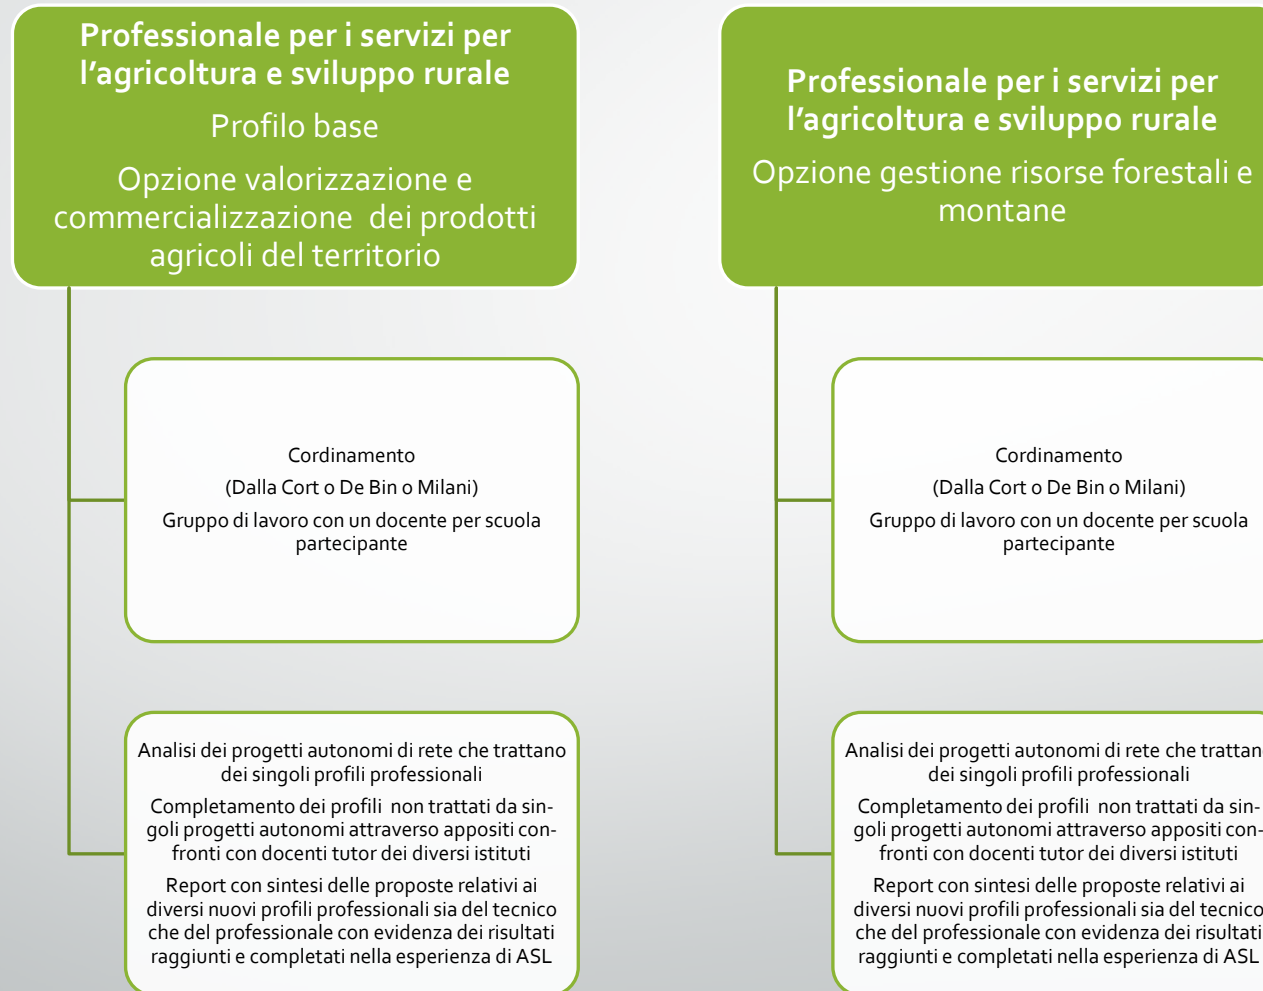 Professionale per i servizi per
l’agricoltura e sviluppo rurale
Profilo base
Opzione valorizzazione e
commercializzazione dei prodotti
agricoli del territorio
Cordinamento
(Dalla Cort o De Bin o Milani)
Gruppo di lavoro con un docente per scuola
partecipante
Analisi dei progetti autonomi di rete che trattano
dei singoli profili professionali
Completamento dei profili non trattati da sin-
goli progetti autonomi attraverso appositi con-
fronti con docenti tutor dei diversi istituti
Report con sintesi delle proposte relativi ai
diversi nuovi profili professionali sia del tecnico
che del professionale con evidenza dei risultati
raggiunti e completati nella esperienza di ASL
Professionale per i servizi per
l’agricoltura e sviluppo rurale
Opzione gestione risorse forestali e
montane
Cordinamento
(Dalla Cort o De Bin o Milani)
Gruppo di lavoro con un docente per scuola
partecipante
Analisi dei progetti autonomi di rete che trattano
dei singoli profili professionali
Completamento dei profili non trattati da sin-
goli progetti autonomi attraverso appositi con-
fronti con docenti tutor dei diversi istituti
Report con sintesi delle proposte relativi ai
diversi nuovi profili professionali sia del tecnico
che del professionale con evidenza dei risultati
raggiunti e completati nella esperienza di ASL